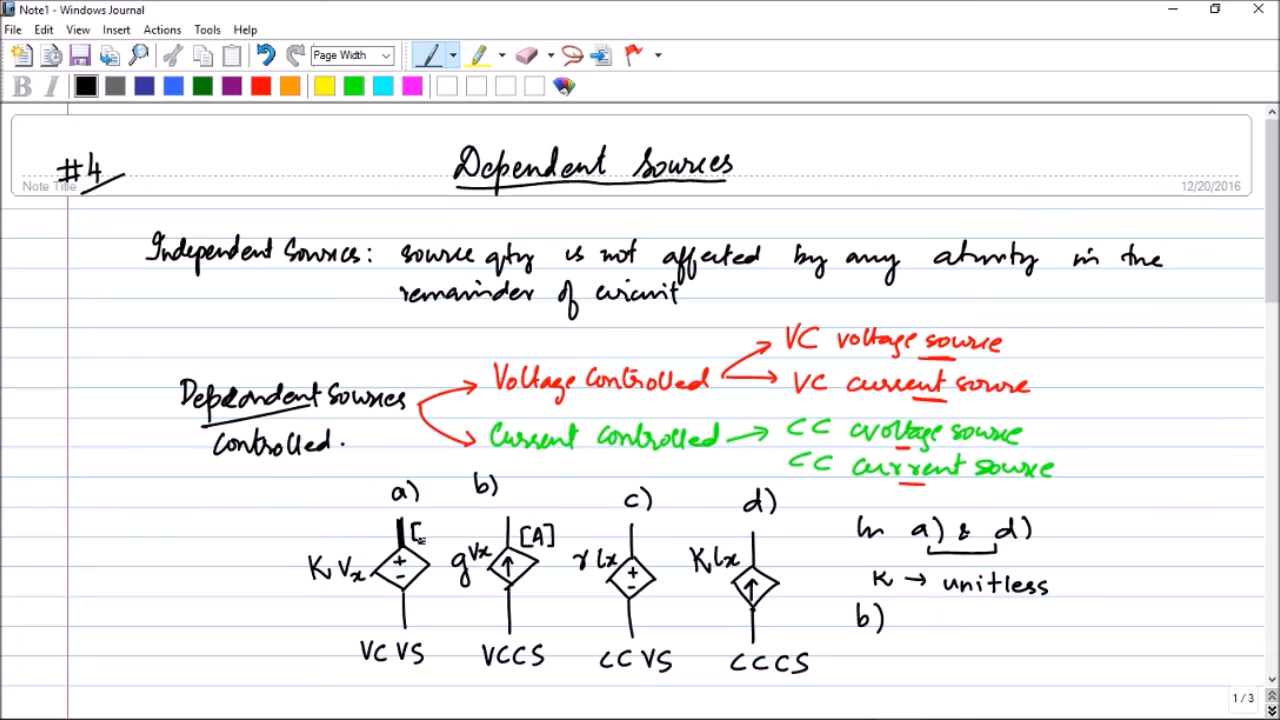 Note1 - Windows Journal
File Edit View Insert Actions Tools Help
Page Width
B I
#4
Dependent Sources
Note Title
12/20/2016
Independent Sources: source qty is not affected by any activity in the
remainder of circuit
Dependent Sources
controlled.
Voltage Controlled
VC voltage source
VC current source
Current controlled
CC voltage source
CC current source
a) b) c) d)
K Vx [
g Vx [A]
r ix
K ix
VCVS VCCS CCVS CCCS
In a) & d)
K → unitless
b)
1 / 3